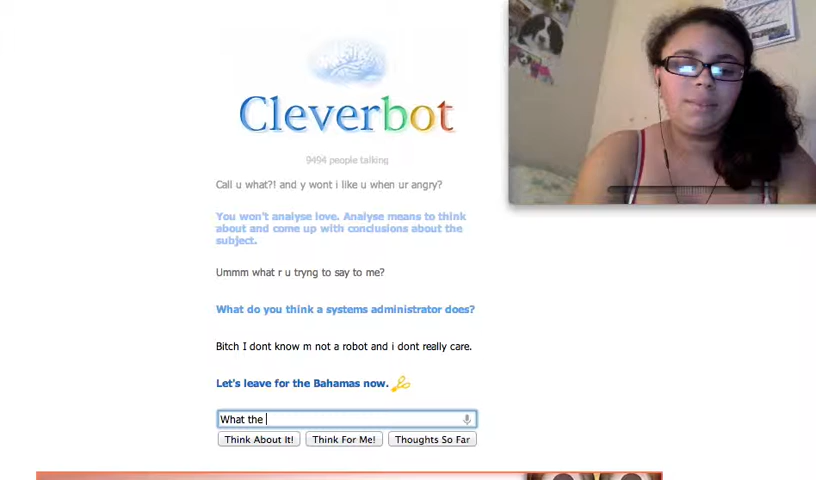 Cleverbot
9494 people talking
Call u what?! and y wont i like u when ur angry?
You won't analyse love. Analyse means to think
about and come up with conclusions about the
subject.
Ummm what r u tryng to say to me?
What do you think a systems administrator does?
Bitch I dont know m not a robot and i dont really care.
Let's leave for the Bahamas now.
What the
Think About It! Think For Me! Thoughts So Far